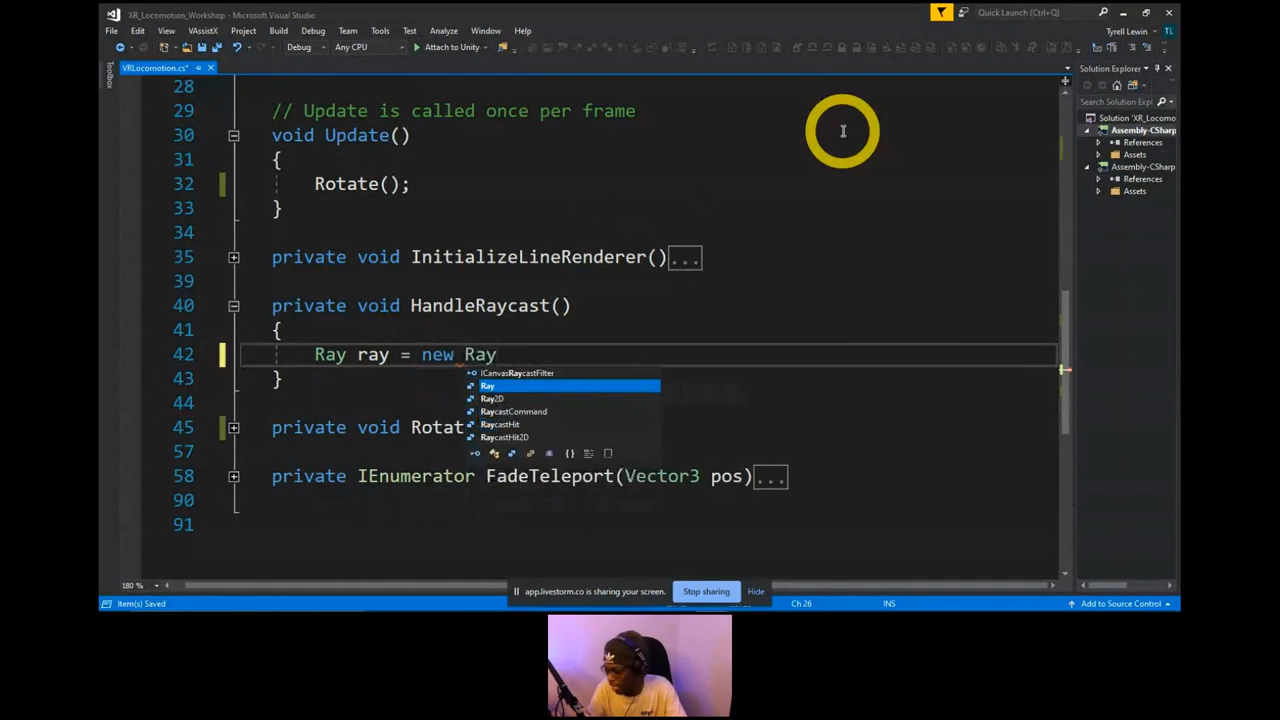 XR_Locomotion_Workshop - Microsoft Visual Studio
Quick Launch (Ctrl+Q)
File Edit View VAssistX Project Build Debug Team Tools Test Analyze Window Help
Tyrell Lewin TL
Debug Any CPU Attach to Unity
Toolbox
VRLocomotion.cs*
Solution Explorer
Search Solution Expl
Solution 'XR_Locomo
Assembly-CSharp
References
Assets
Assembly-CSharp
References
Assets
28
29 // Update is called once per frame
30 void Update()
31 {
32 Rotate();
33 }
34
35 private void InitializeLineRenderer()...
39
40 private void HandleRaycast()
41 {
42 Ray ray = new Ray
ICanvasRaycastFilter
Ray
Ray2D
RaycastCommand
RaycastHit
RaycastHit2D
43 }
44
45 private void Rotat
57
58 private IEnumerator FadeTeleport(Vector3 pos)...
90
91
180 %
app.livestorm.co is sharing your screen. Stop sharing Hide
Item(s) Saved Ch 26 INS Add to Source Control